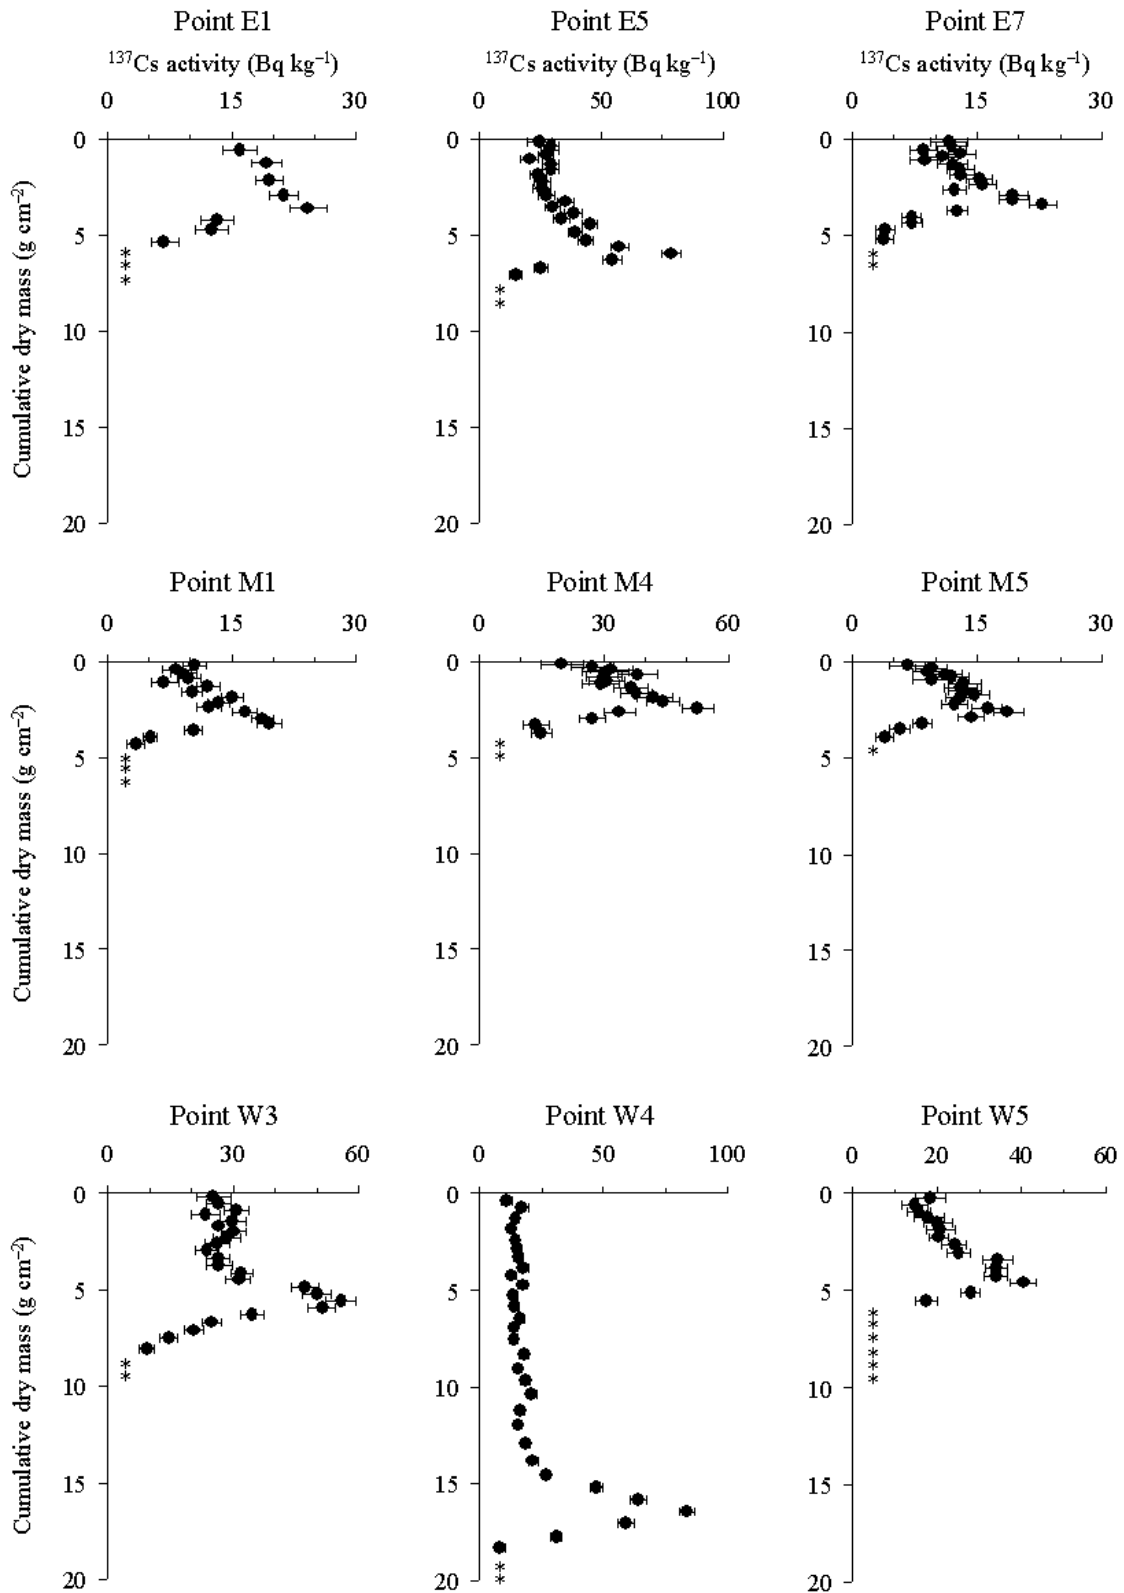 Point E1 Point E5 Point E7
¹³⁷Cs activity (Bq kg⁻¹) ¹³⁷Cs activity (Bq kg⁻¹) ¹³⁷Cs activity (Bq kg⁻¹)
0 15 30 0 50 100 0 15 30
Cumulative dry mass (g cm⁻²)
0 0 0
5 5 5
* * *
* * *
*
10 10 10
15 15 15
20 20 20
Point M1 Point M4 Point M5
0 15 30 0 30 60 0 15 30
Cumulative dry mass (g cm⁻²)
0 0 0
* *
5 5 5
* * *
*
10 10 10
15 15 15
20 20 20
Point W3 Point W4 Point W5
0 30 60 0 50 100 0 20 40 60
Cumulative dry mass (g cm⁻²)
0 0 0
5 5 5
*
*
*
* *
* *
*
10 10 10
15 15 15
*
20 * 20 20